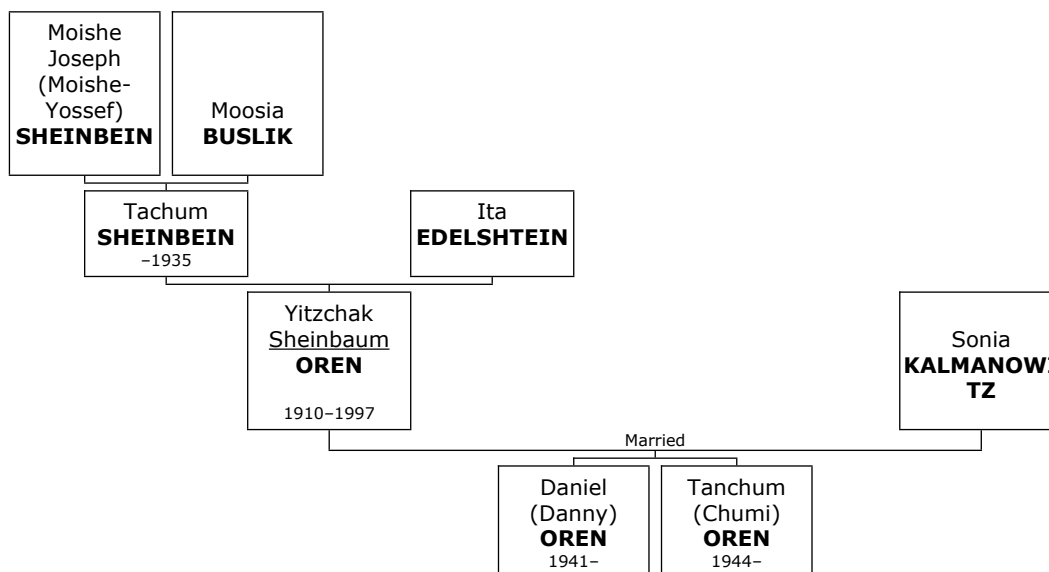 Moishe
Joseph
(Moishe-
Yossef)
SHEINBEIN
Moosia
BUSLIK
Tachum
SHEINBEIN
–1935
Ita
EDELSHTEIN
Yitzchak
Sheinbaum
OREN
1910–1997
Sonia
KALMANOWI
TZ
Married
Daniel
(Danny)
OREN
1941–
Tanchum
(Chumi)
OREN
1944–